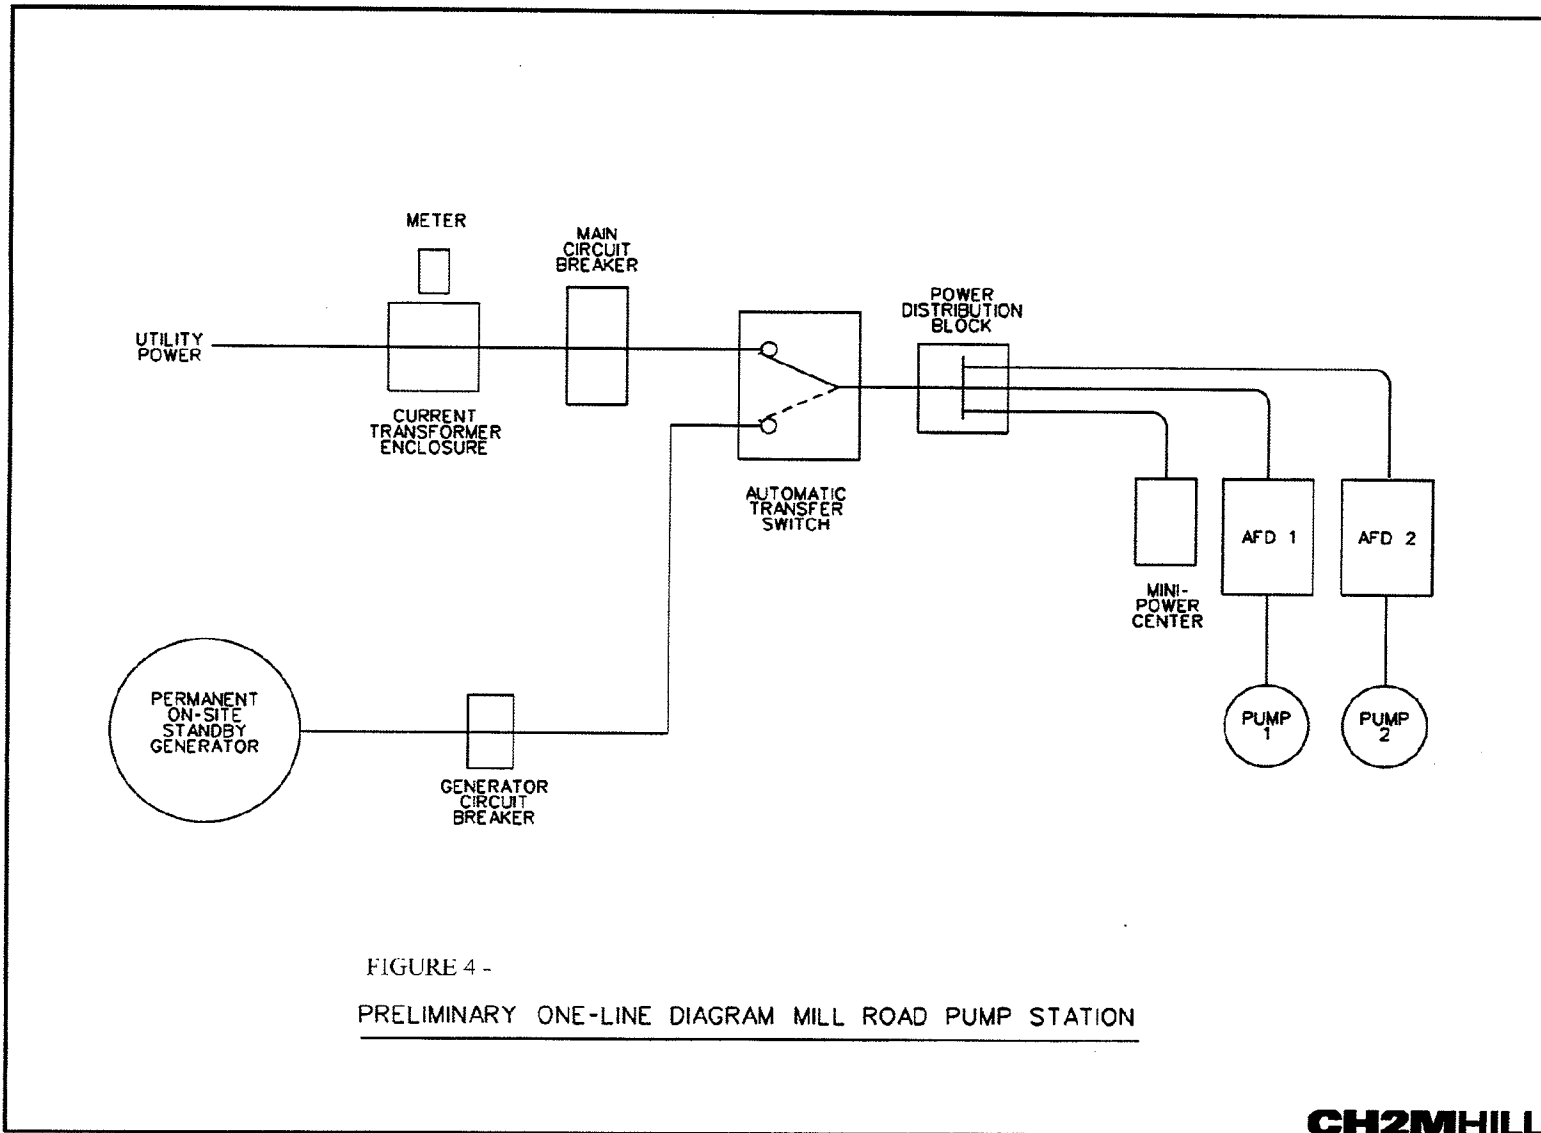 METER
MAIN
CIRCUIT
BREAKER
UTILITY
POWER
CURRENT
TRANSFORMER
ENCLOSURE
POWER
DISTRIBUTION
BLOCK
AUTOMATIC
TRANSFER
SWITCH
AFD 1
AFD 2
MINI-
POWER
CENTER
PERMANENT
ON-SITE
STANDBY
GENERATOR
PUMP
1
PUMP
2
GENERATOR
CIRCUIT
BREAKER
FIGURE 4 -
PRELIMINARY ONE-LINE DIAGRAM MILL ROAD PUMP STATION
CH2MHILL